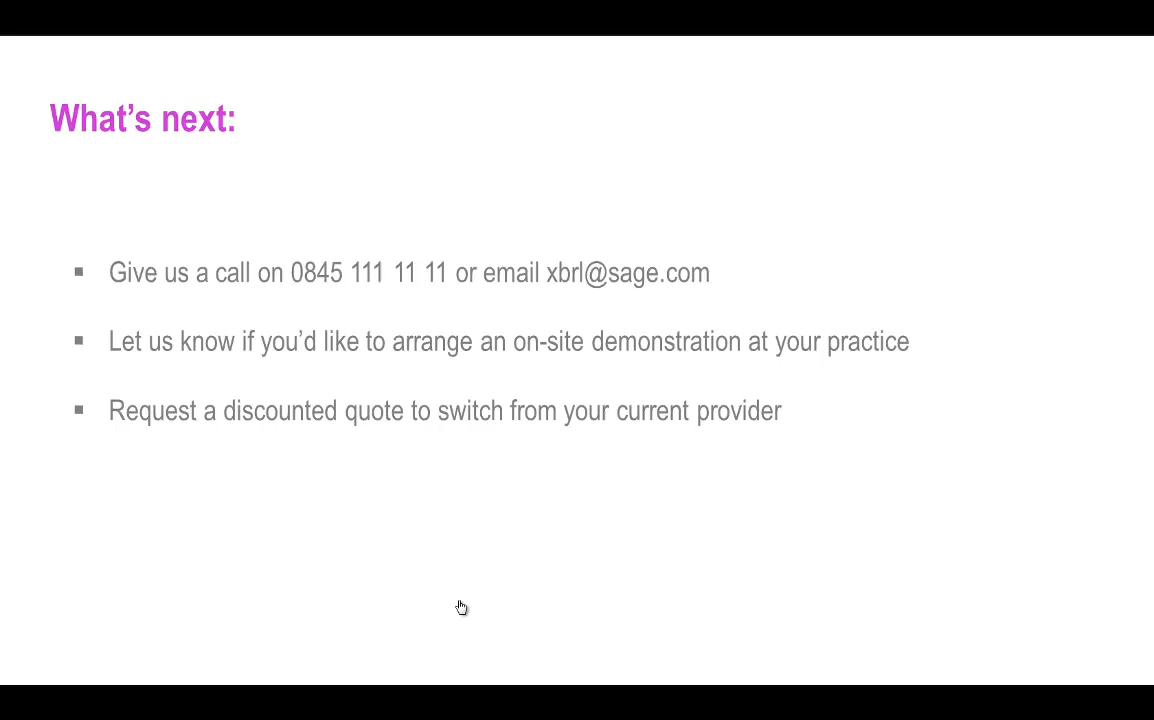 What’s next:
▪ Give us a call on 0845 111 11 11 or email xbrl@sage.com
▪ Let us know if you’d like to arrange an on-site demonstration at your practice
▪ Request a discounted quote to switch from your current provider